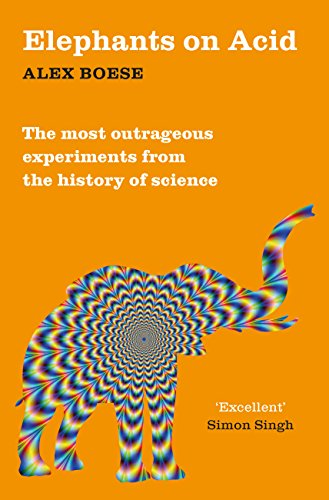 Elephants on Acid
ALEX BOESE
The most outrageous
experiments from
the history of science
‘Excellent’
Simon Singh